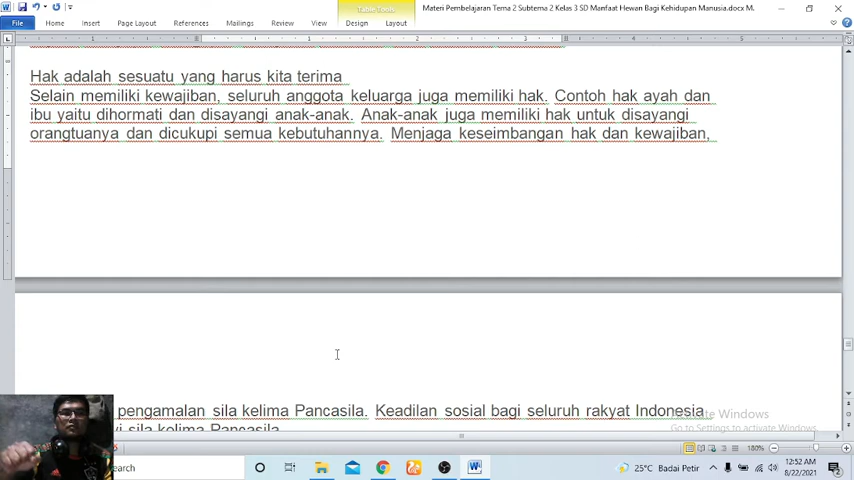 Table Tools
Materi Pembelajaran Tema 2 Subtema 2 Kelas 3 SD Manfaat Hewan Bagi Kehidupan Manusia.docx M.
File Home Insert Page Layout References Mailings Review View Design Layout
Hak adalah sesuatu yang harus kita terima
Selain memiliki kewajiban, seluruh anggota keluarga juga memiliki hak. Contoh hak ayah dan
ibu yaitu dihormati dan disayangi anak-anak. Anak-anak juga memiliki hak untuk disayangi
orangtuanya dan dicukupi semua kebutuhannya. Menjaga keseimbangan hak dan kewajiban,
pengamalan sila kelima Pancasila. Keadilan sosial bagi seluruh rakyat Indonesia
sila kelima Pancasila
Activate Windows
Go to Settings to activate Windows.
180%
search
25°C Badai Petir
12:52 AM
8/22/2021
2